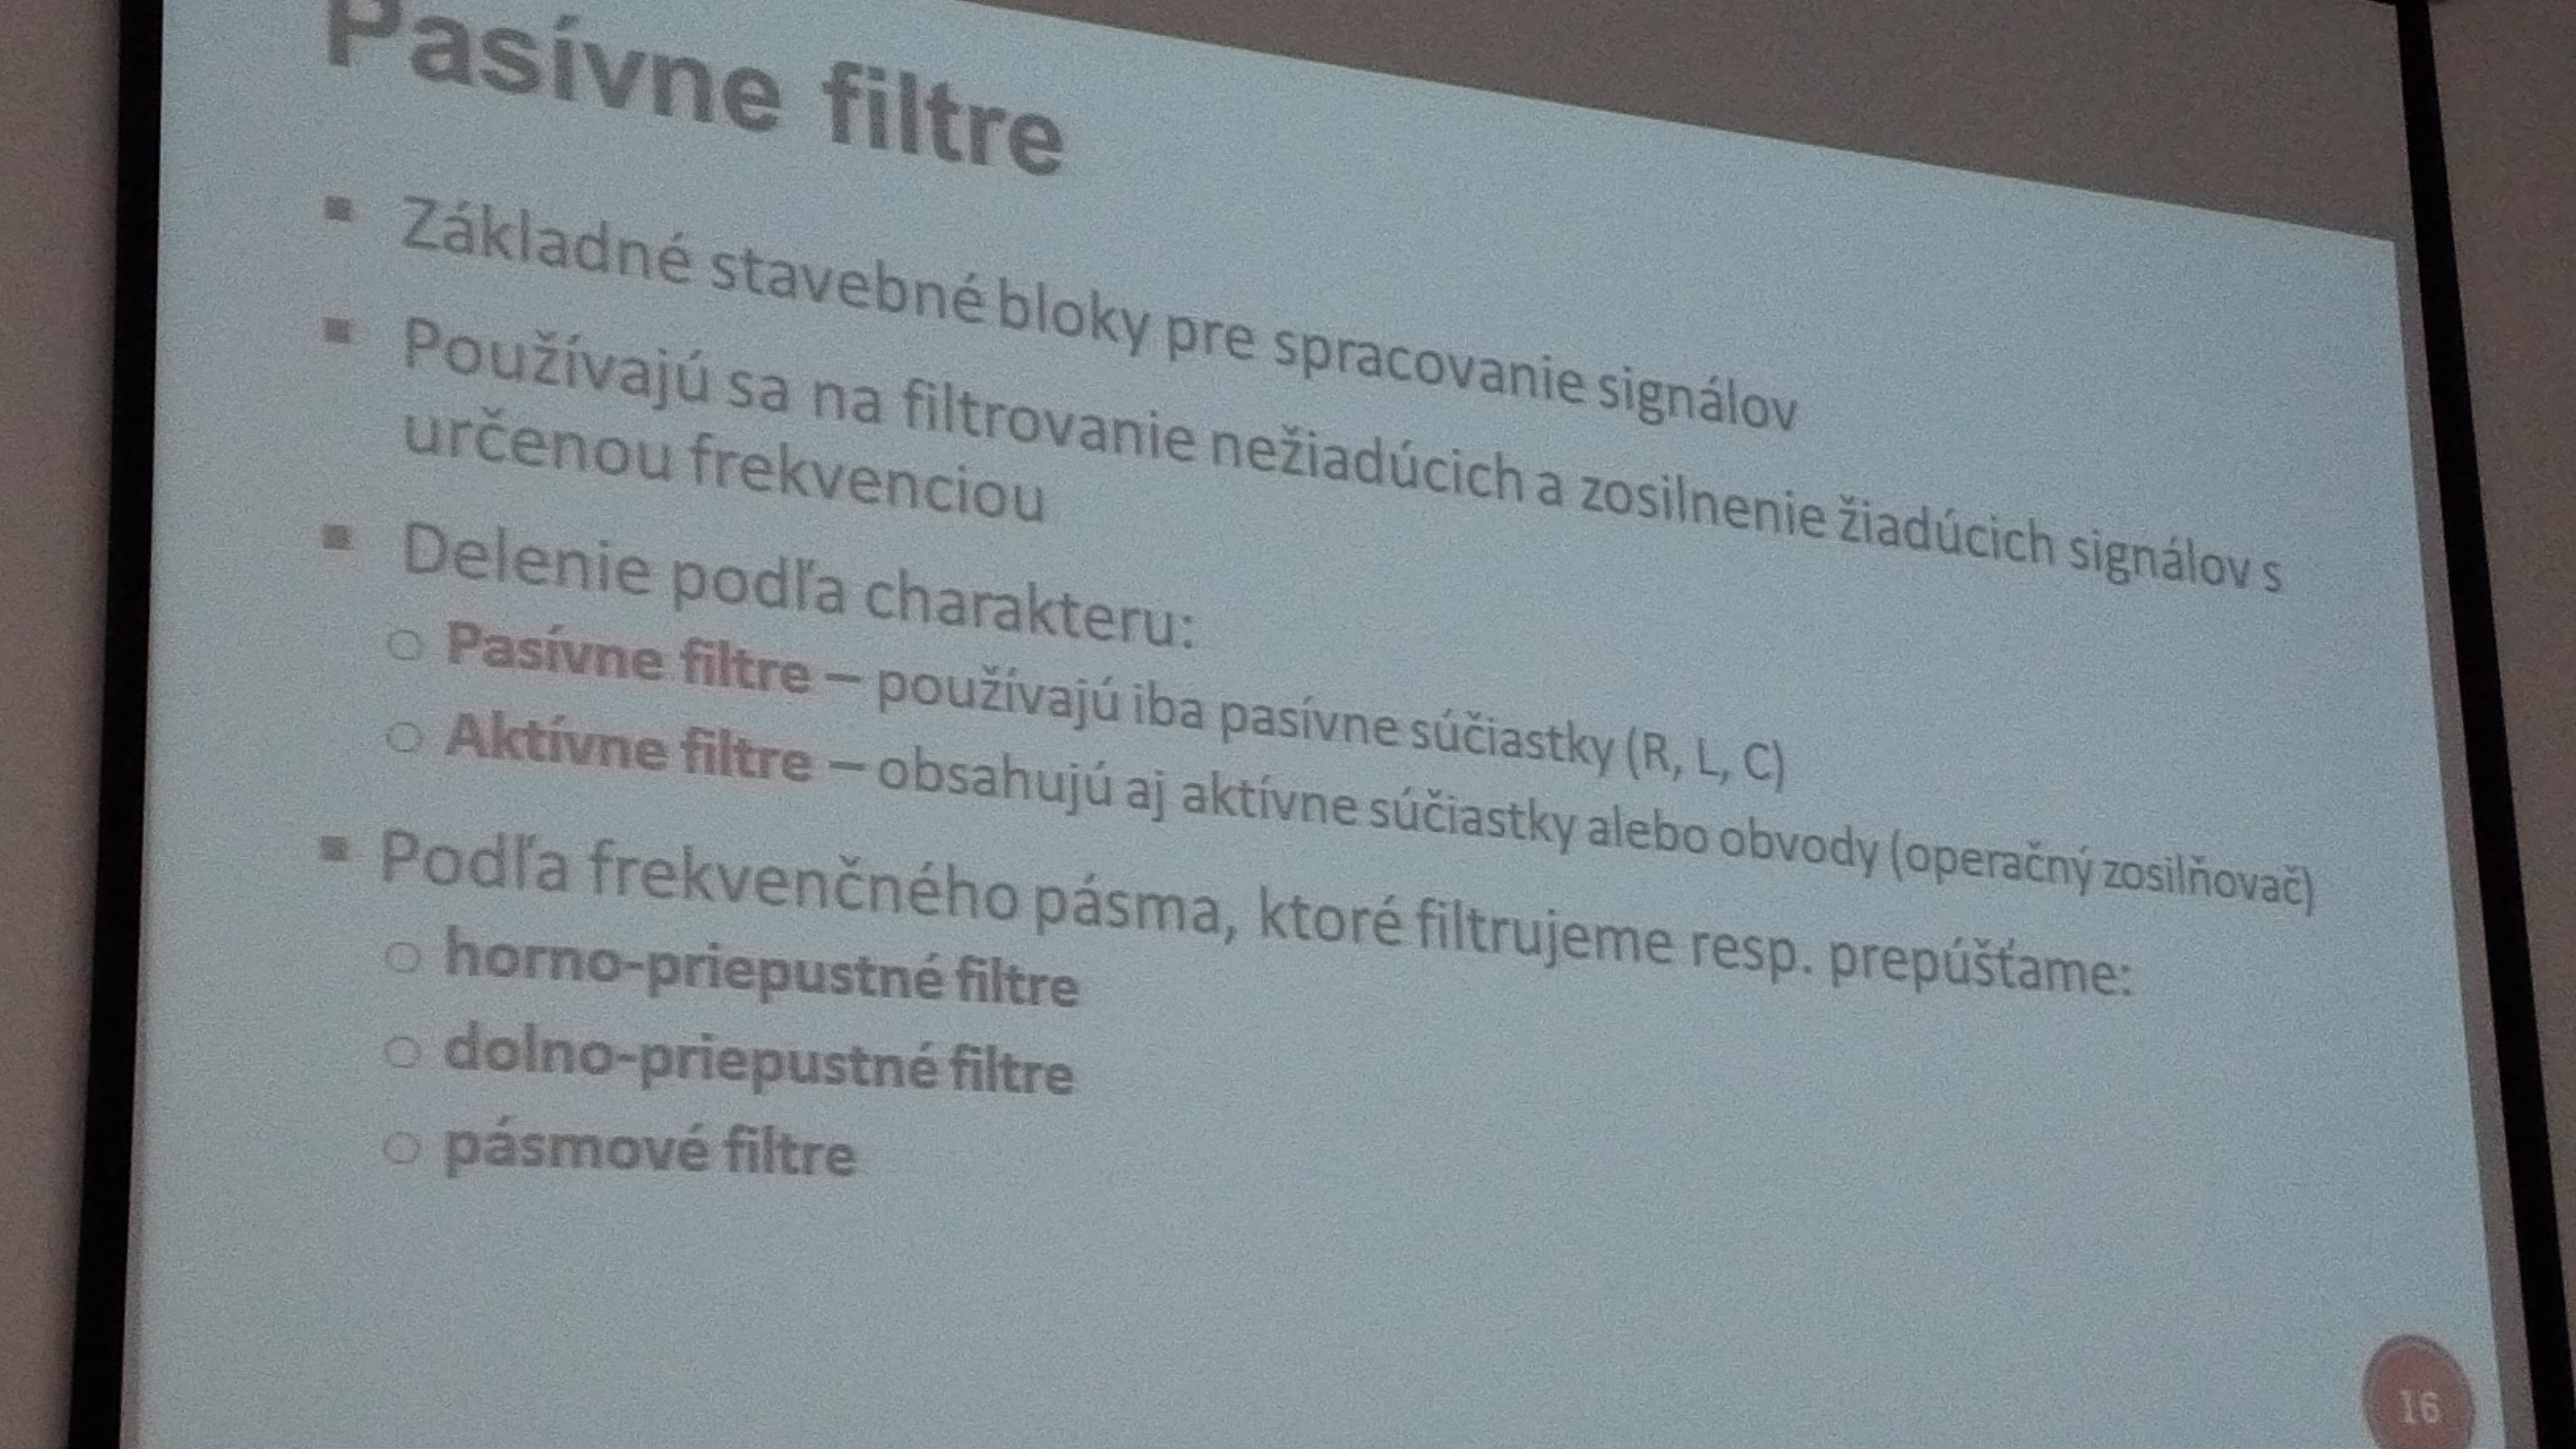 Pasívne filtre
▪ Základné stavebné bloky pre spracovanie signálov
▪ Používajú sa na filtrovanie nežiadúcich a zosilnenie žiadúcich signálov s
určenou frekvenciou
▪ Delenie podľa charakteru:
○ Pasívne filtre – používajú iba pasívne súčiastky (R, L, C)
○ Aktívne filtre – obsahujú aj aktívne súčiastky alebo obvody (operačný zosilňovač)
▪ Podľa frekvenčného pásma, ktoré filtrujeme resp. prepúšťame:
○ horno-priepustné filtre
○ dolno-priepustné filtre
○ pásmové filtre
16